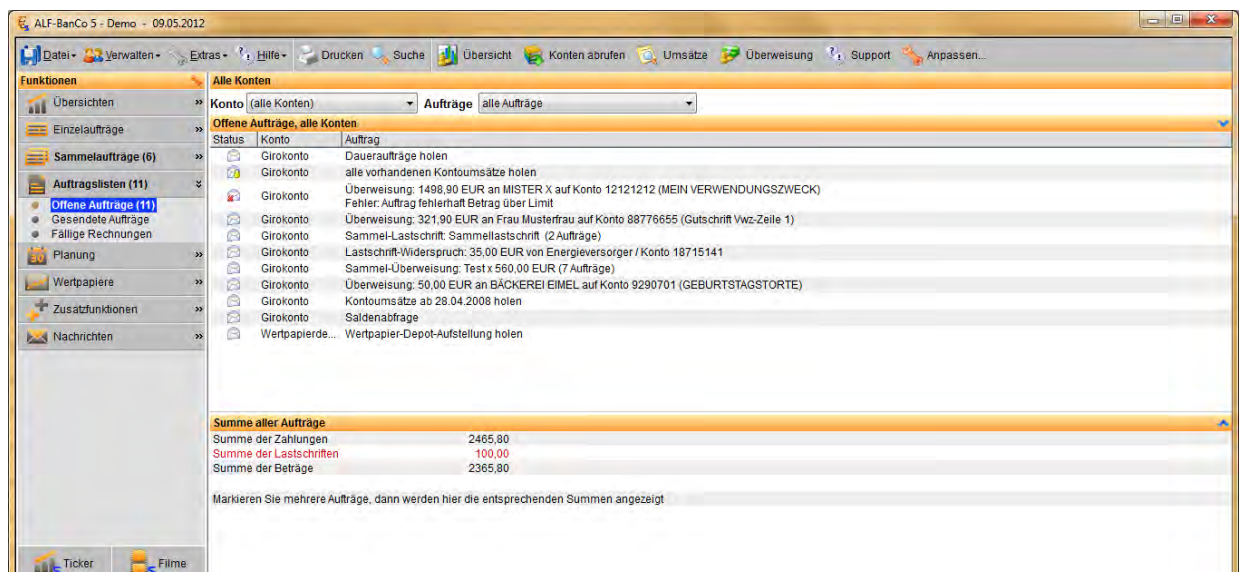 ALF-BanCo 5 - Demo - 09.05.2012
Datei Verwalten Extras Hilfe Drucken Suche Übersicht Konten abrufen Umsätze Überweisung Support Anpassen...
Funktionen
Übersichten
Einzelaufträge
Sammelaufträge (6)
Auftragslisten (11)
Offene Aufträge (11)
Gesendete Aufträge
Fällige Rechnungen
Planung
Wertpapiere
Zusatzfunktionen
Nachrichten
Ticker Filme
Alle Konten
Konto (alle Konten) Aufträge alle Aufträge
Offene Aufträge, alle Konten
Status Konto Auftrag
Girokonto Daueraufträge holen
Girokonto alle vorhandenen Kontoumsätze holen
Girokonto Überweisung: 1498,90 EUR an MISTER X auf Konto 12121212 (MEIN VERWENDUNGSZWECK)
Fehler: Auftrag fehlerhaft Betrag über Limit
Girokonto Überweisung: 321,90 EUR an Frau Musterfrau auf Konto 88776655 (Gutschrift Vwz-Zeile 1)
Girokonto Sammel-Lastschrift: Sammellastschrift (2 Aufträge)
Girokonto Lastschrift-Widerspruch: 35,00 EUR von Energieversorger / Konto 18715141
Girokonto Sammel-Überweisung: Test x 560,00 EUR (7 Aufträge)
Girokonto Überweisung: 50,00 EUR an BÄCKEREI EIMEL auf Konto 9290701 (GEBURTSTAGSTORTE)
Girokonto Kontoumsätze ab 28.04.2008 holen
Girokonto Saldenabfrage
Wertpapierde... Wertpapier-Depot-Aufstellung holen
Summe aller Aufträge
Summe der Zahlungen 2465,80
Summe der Lastschriften 100,00
Summe der Beträge 2365,80
Markieren Sie mehrere Aufträge, dann werden hier die entsprechenden Summen angezeigt